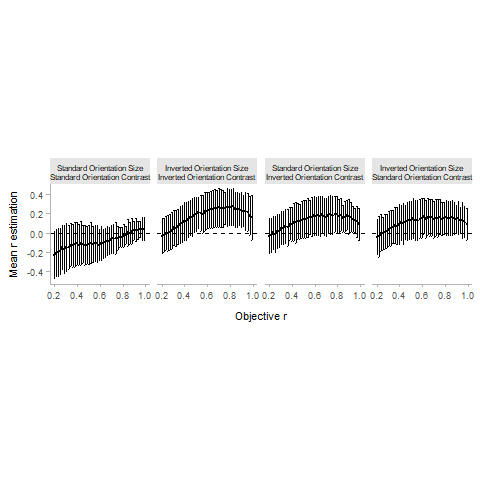 Standard Orientation Size
Standard Orientation Contrast
Inverted Orientation Size
Inverted Orientation Contrast
Standard Orientation Size
Inverted Orientation Contrast
Inverted Orientation Size
Standard Orientation Contrast
Mean r estimation
0.4
0.2
0.0
-0.2
-0.4
0.2 0.4 0.6 0.8 1.0
0.2 0.4 0.6 0.8 1.0
0.2 0.4 0.6 0.8 1.0
0.2 0.4 0.6 0.8 1.0
Objective r